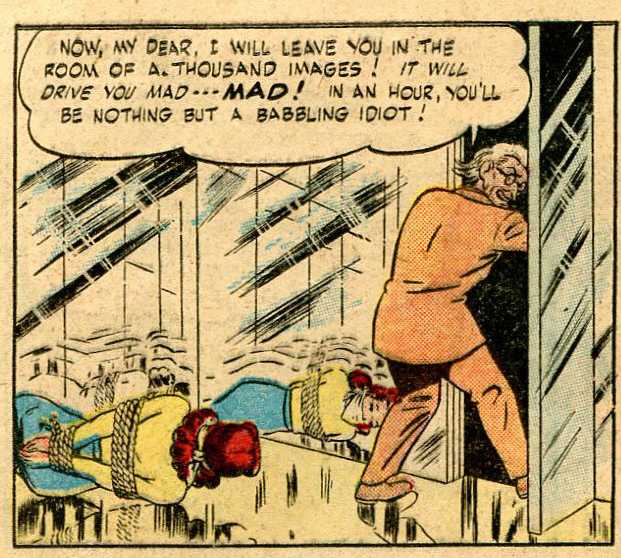 NOW, MY DEAR, I WILL LEAVE YOU IN THE
ROOM OF A THOUSAND IMAGES! IT WILL
DRIVE YOU MAD---MAD! IN AN HOUR, YOU'LL
BE NOTHING BUT A BABBLING IDIOT!